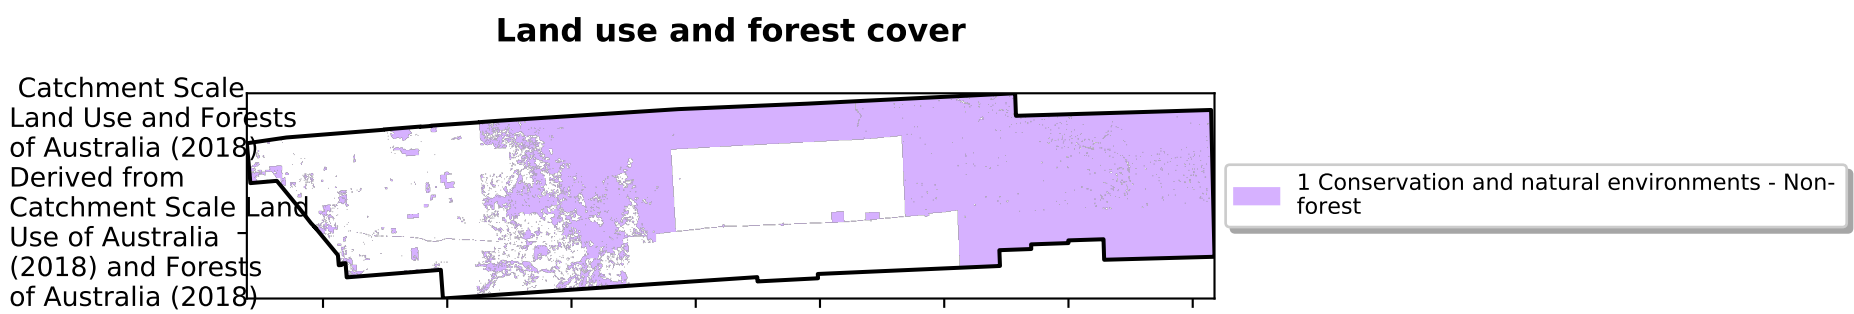 Land use and forest cover
Catchment Scale
Land Use and Forests
of Australia (2018)
Derived from
Catchment Scale Land
Use of Australia
(2018) and Forests
of Australia (2018)
1 Conservation and natural environments - Non-
forest